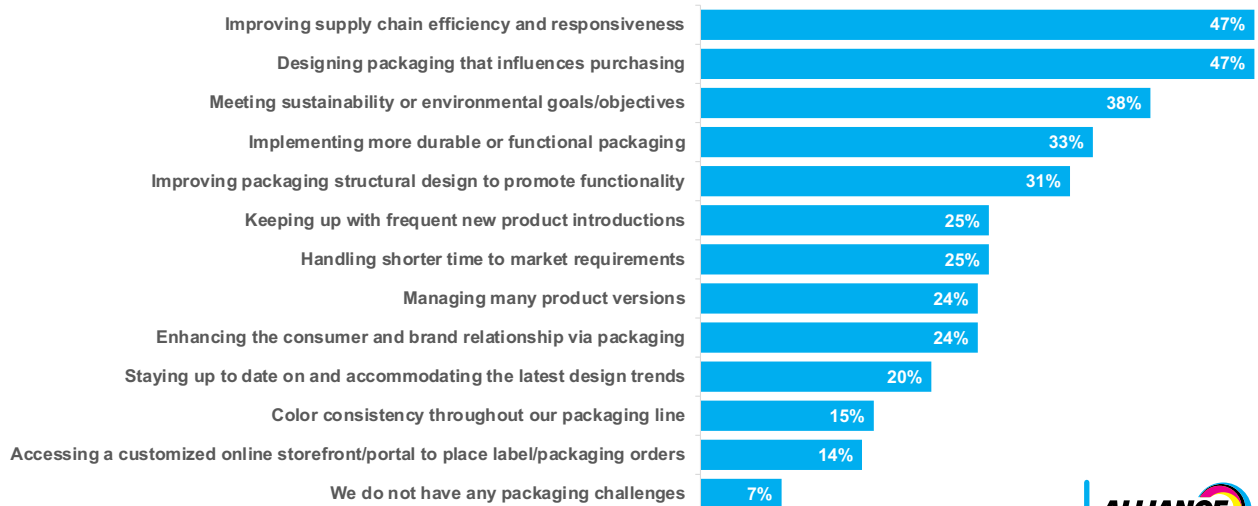 Improving supply chain efficiency and responsiveness 47%
Designing packaging that influences purchasing 47%
Meeting sustainability or environmental goals/objectives 38%
Implementing more durable or functional packaging 33%
Improving packaging structural design to promote functionality 31%
Keeping up with frequent new product introductions 25%
Handling shorter time to market requirements 25%
Managing many product versions 24%
Enhancing the consumer and brand relationship via packaging 24%
Staying up to date on and accommodating the latest design trends 20%
Color consistency throughout our packaging line 15%
Accessing a customized online storefront/portal to place label/packaging orders 14%
We do not have any packaging challenges 7%
ALLIANCE